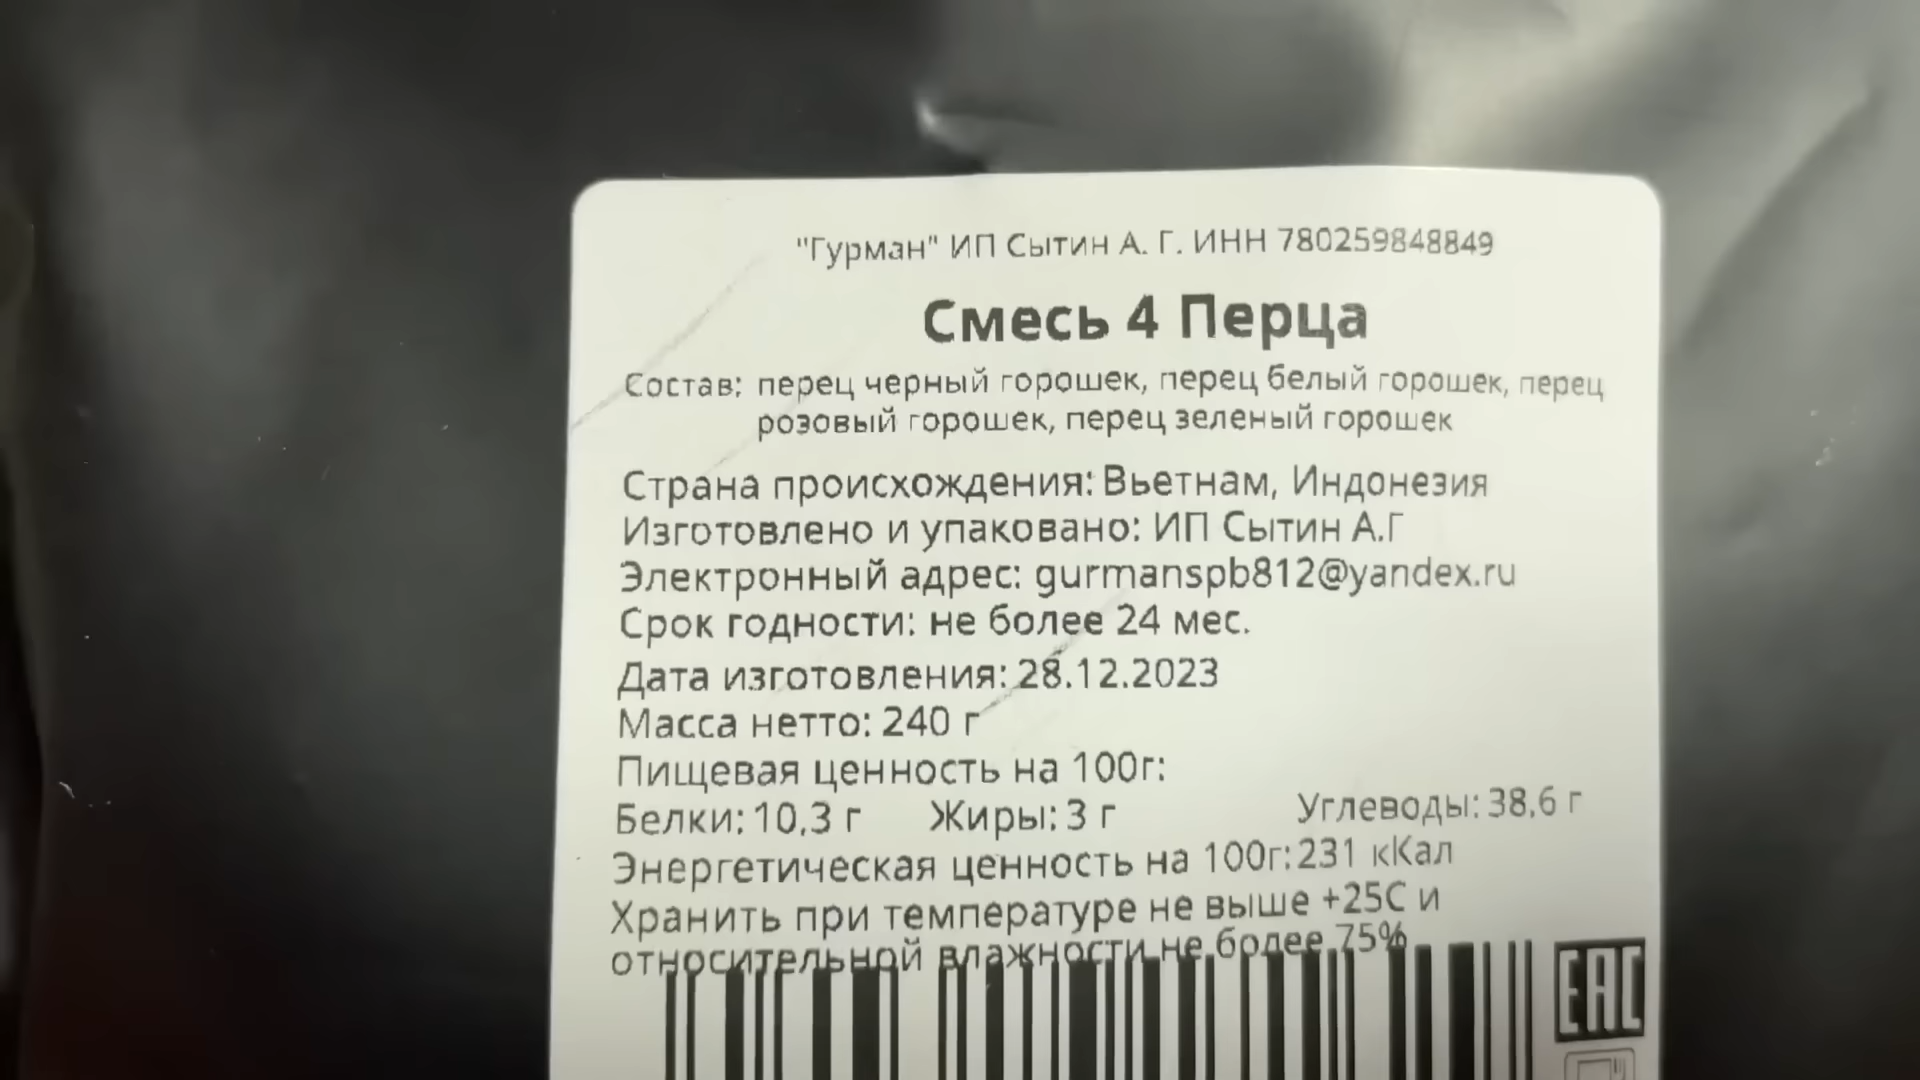 "Гурман" ИП Сытин А. Г. ИНН 780259848849
Смесь 4 Перца
Состав: перец черный горошек, перец белый горошек, перец
розовый горошек, перец зеленый горошек
Страна происхождения: Вьетнам, Индонезия
Изготовлено и упаковано: ИП Сытин А.Г
Электронный адрес: gurmanspb812@yandex.ru
Срок годности: не более 24 мес.
Дата изготовления: 28.12.2023
Масса нетто: 240 г
Пищевая ценность на 100г:
Белки: 10,3 г Жиры: 3 г Углеводы: 38,6 г
Энергетическая ценность на 100г: 231 кКал
Хранить при температуре не выше +25С и
относительной влажности не более 75%
EAC